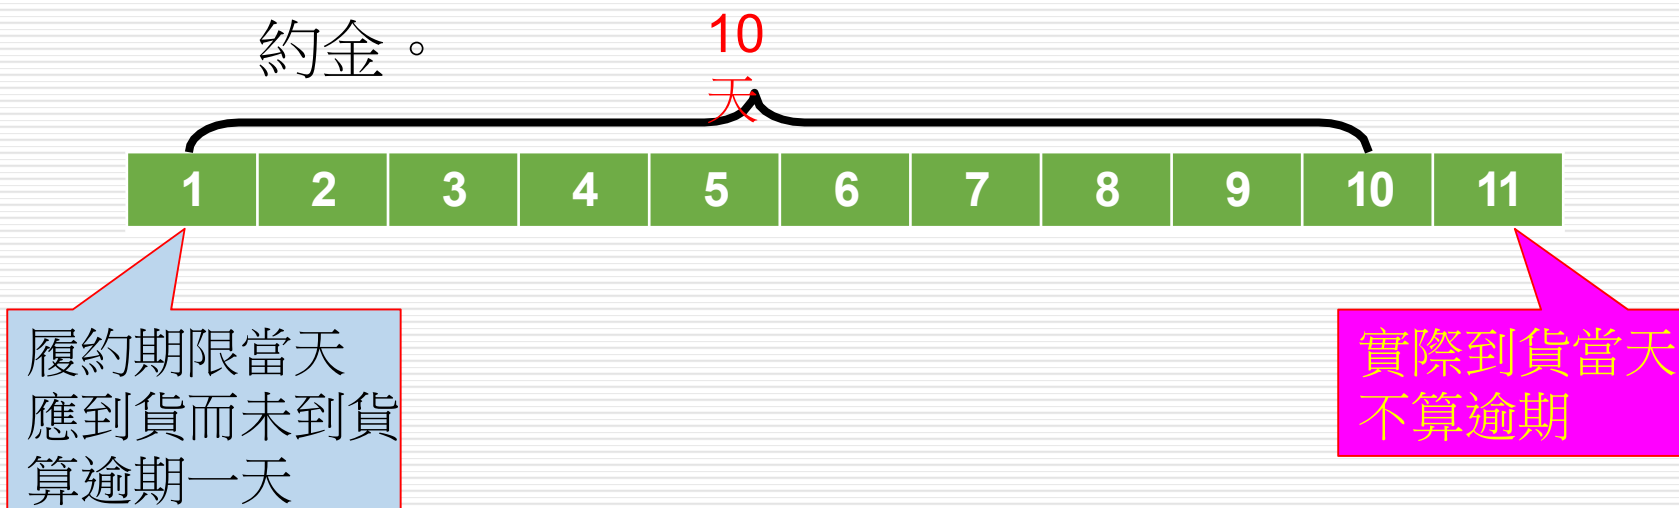 約金。
10
天
1 2 3 4 5 6 7 8 9 10 11
履約期限當天
應到貨而未到貨
算逾期一天
實際到貨當天
不算逾期